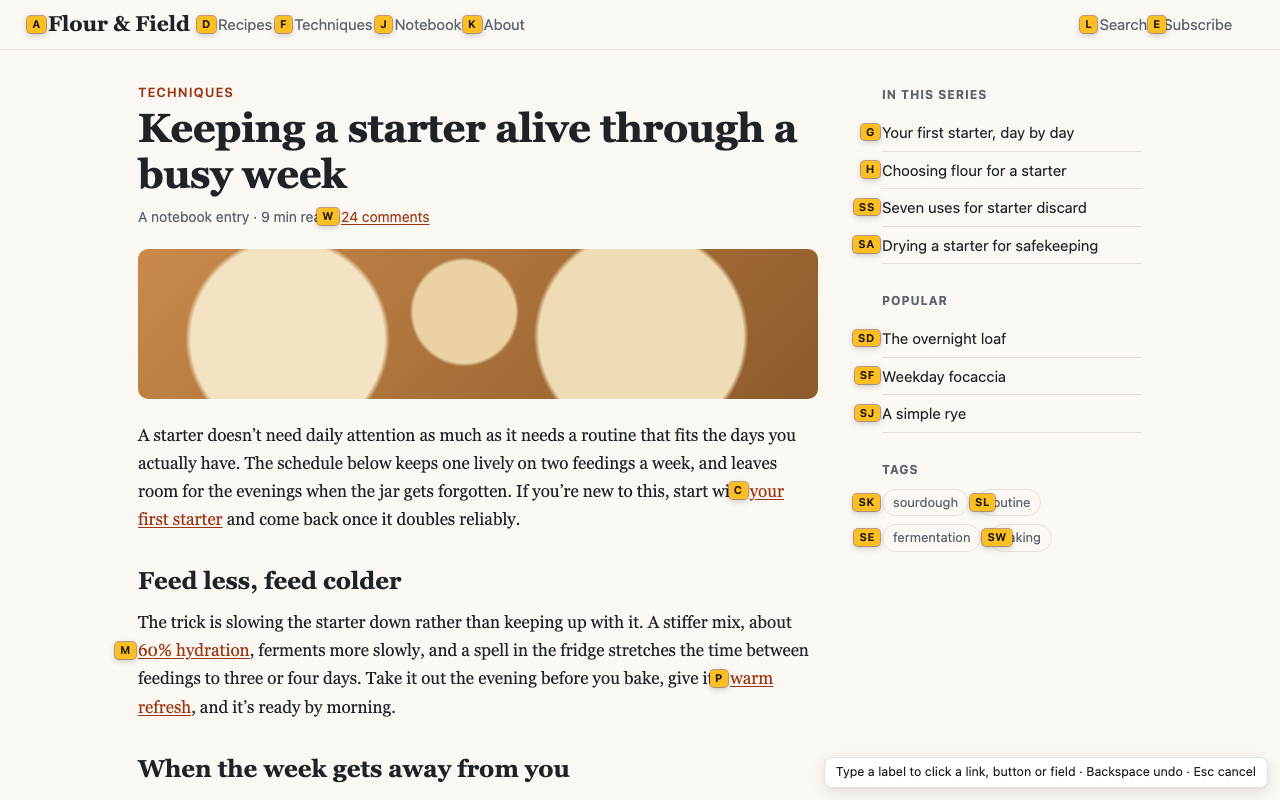 A Flour & Field D Recipes F Techniques J Notebook K About L Search E Subscribe
TECHNIQUES
Keeping a starter alive through a
busy week
A notebook entry · 9 min W 24 comments
A starter doesn’t need daily attention as much as it needs a routine that fits the days you
actually have. The schedule below keeps one lively on two feedings a week, and leaves
room for the evenings when the jar gets forgotten. If you’re new to this, start C your
first starter and come back once it doubles reliably.
Feed less, feed colder
The trick is slowing the starter down rather than keeping up with it. A stiffer mix, about
M 60% hydration, ferments more slowly, and a spell in the fridge stretches the time between
feedings to three or four days. Take it out the evening before you bake, give it P warm
refresh, and it’s ready by morning.
When the week gets away from you
IN THIS SERIES
G Your first starter, day by day
H Choosing flour for a starter
SS Seven uses for starter discard
SA Drying a starter for safekeeping
POPULAR
SD The overnight loaf
SF Weekday focaccia
SJ A simple rye
TAGS
SK sourdough SL routine
SE fermentation SW
Type a label to click a link, button or field · Backspace undo · Esc cancel